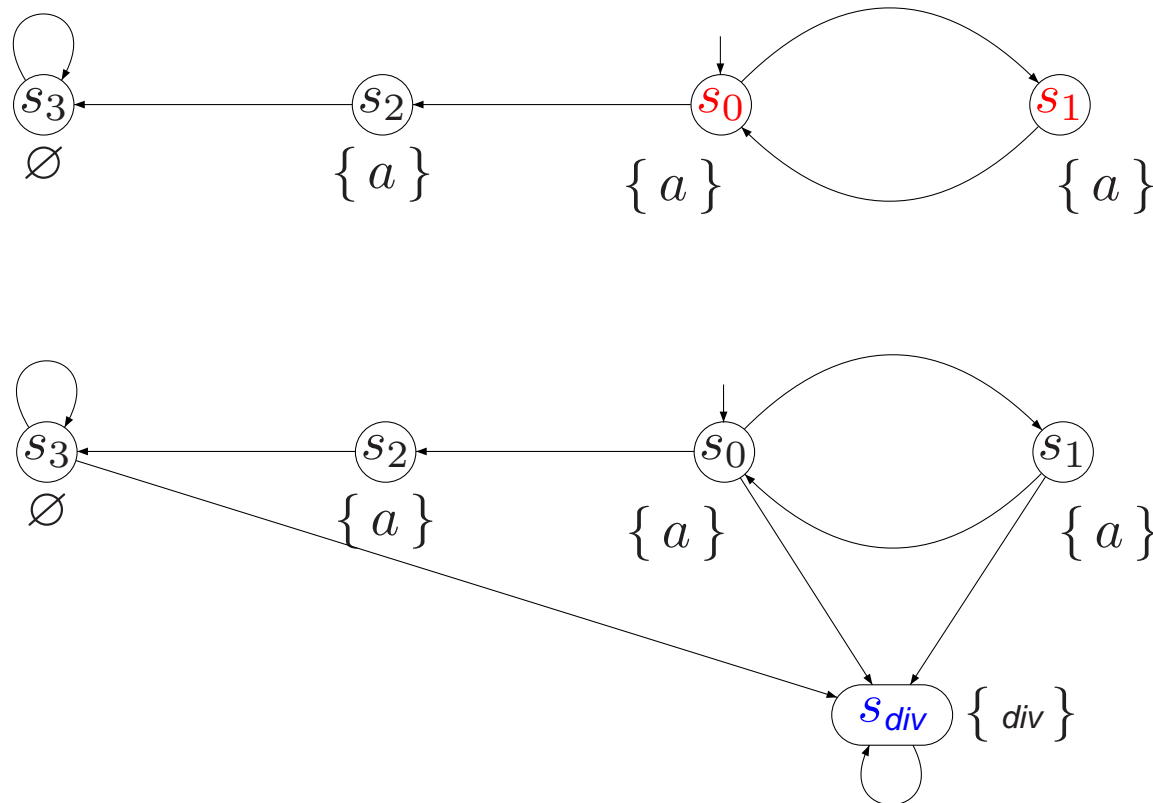 s₃ s₂ s₀ s₁
∅ { a } { a } { a }
s₃ s₂ s₀ s₁
∅ { a } { a } { a }
s_div { div }